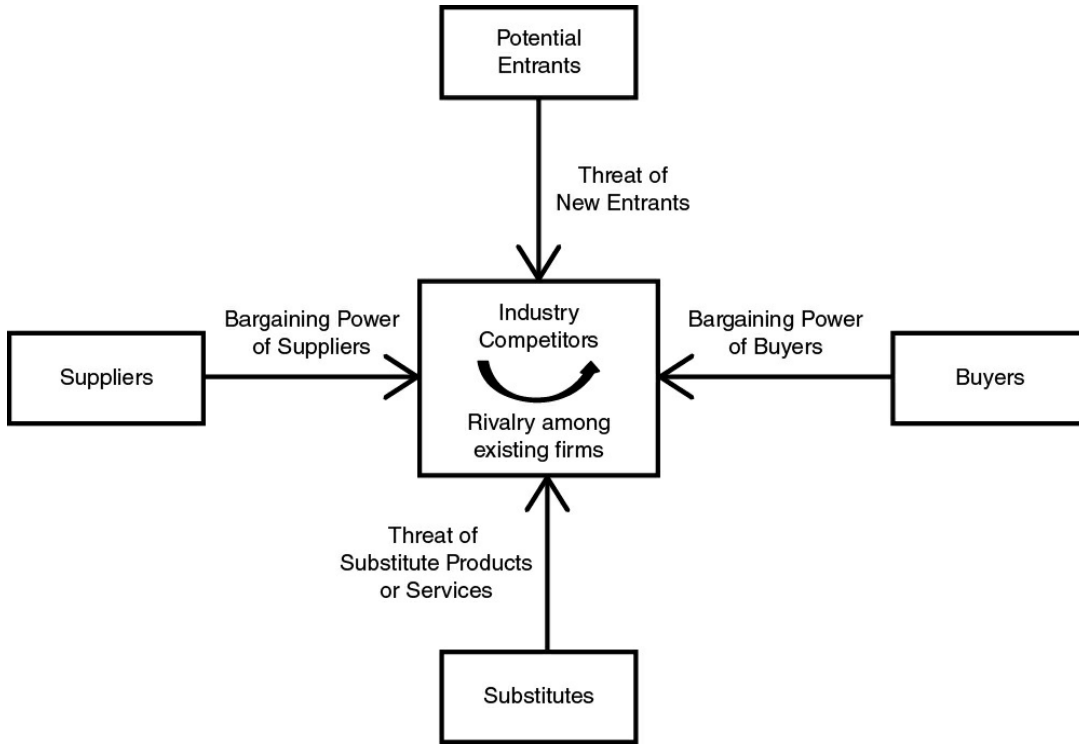 Potential
Entrants
Threat of
New Entrants
Bargaining Power
of Suppliers
Industry
Competitors
Bargaining Power
of Buyers
Suppliers
Buyers
Rivalry among
existing firms
Threat of
Substitute Products
or Services
Substitutes